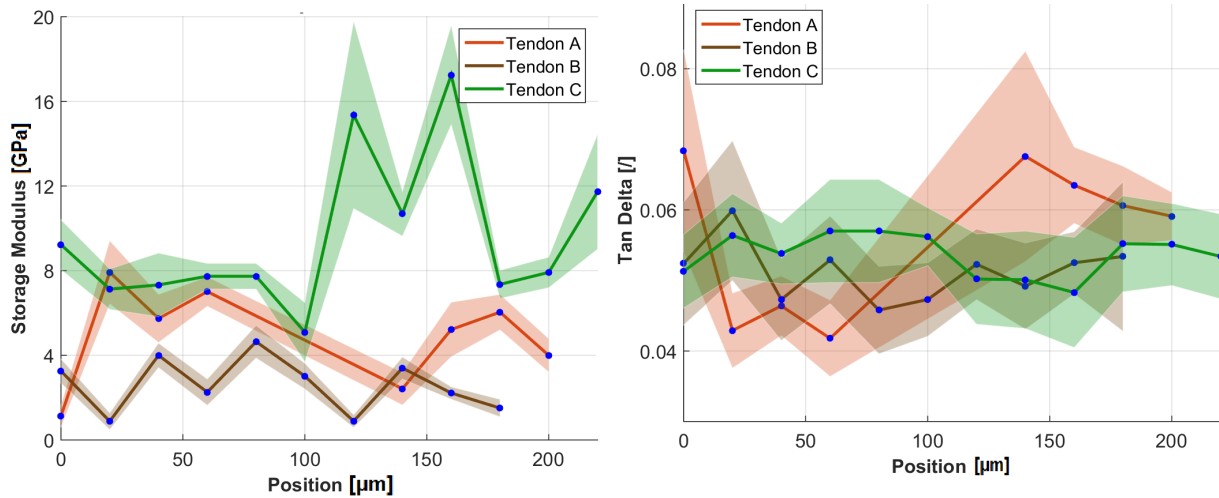 20
16
12
8
4
0
Storage Modulus [GPa]
0 50 100 150 200
Position [µm]
Tendon A
Tendon B
Tendon C
0.08
0.06
0.04
Tan Delta [/]
0 50 100 150 200
Position [µm]
Tendon A
Tendon B
Tendon C